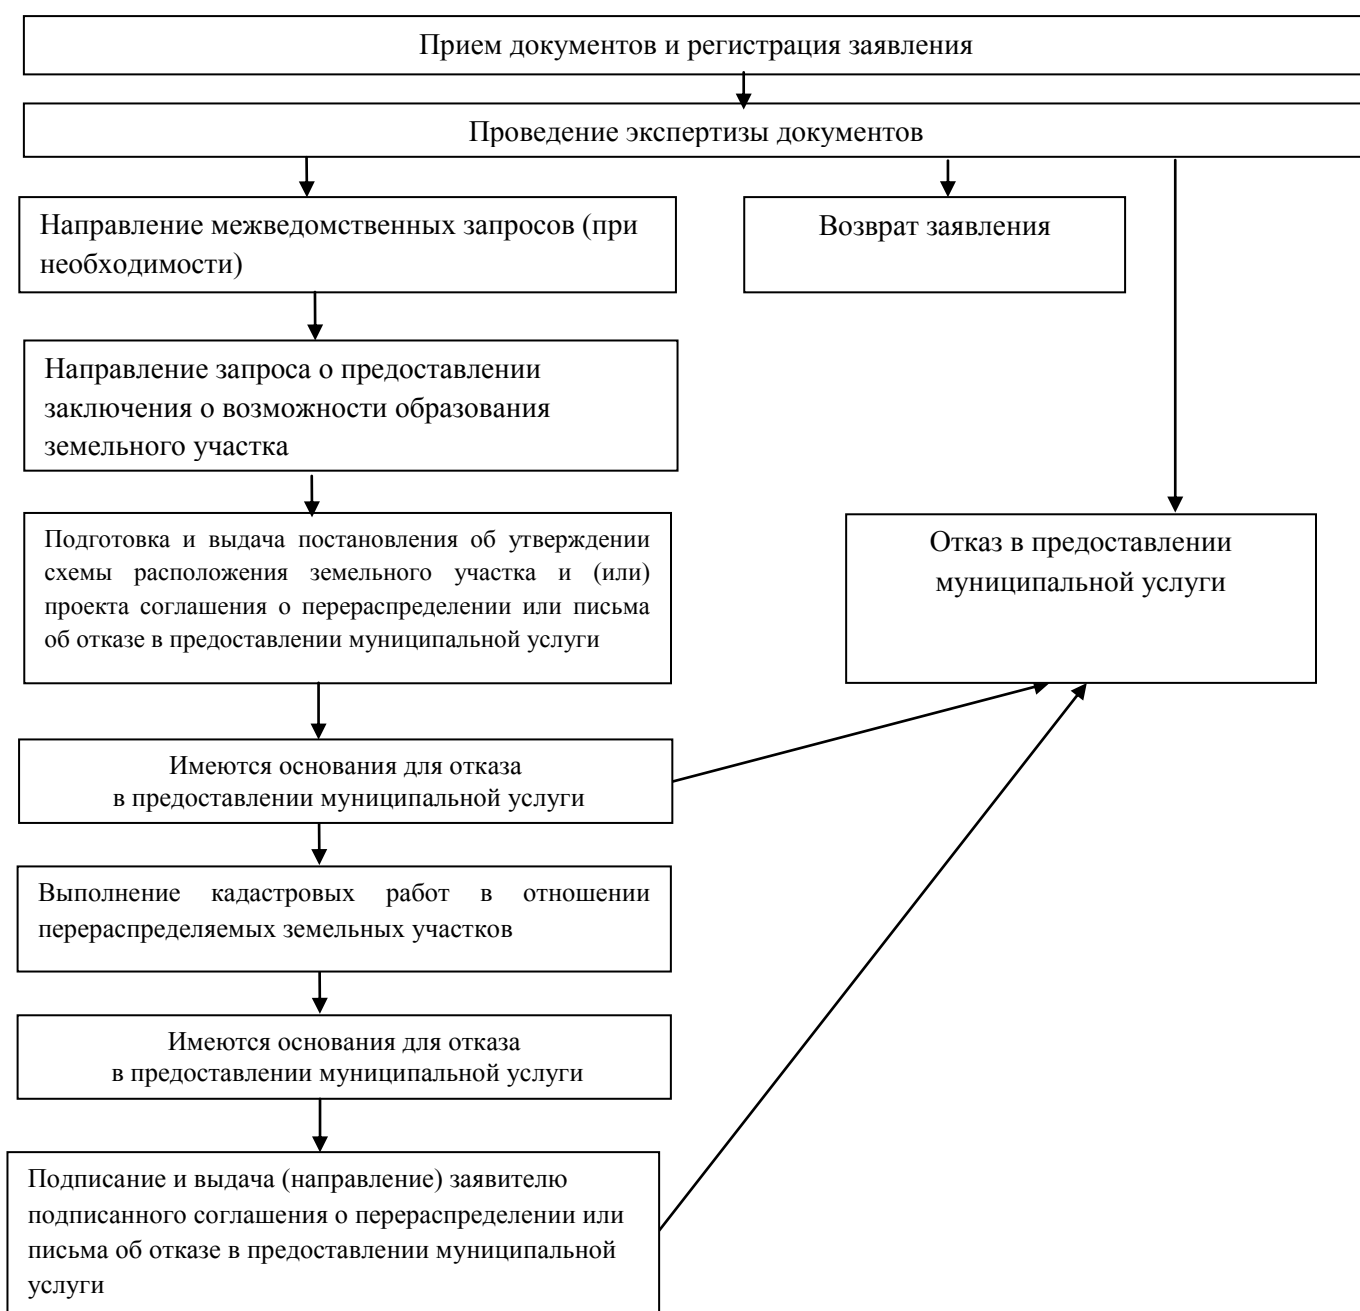 Прием документов и регистрация заявления
Проведение экспертизы документов
Направление межведомственных запросов (при
необходимости)
Возврат заявления
Направление запроса о предоставлении
заключения о возможности образования
земельного участка
Подготовка и выдача постановления об утверждении
схемы расположения земельного участка и (или)
проекта соглашения о перераспределении или письма
об отказе в предоставлении муниципальной услуги
Отказ в предоставлении
муниципальной услуги
Имеются основания для отказа
в предоставлении муниципальной услуги
Выполнение кадастровых работ в отношении
перераспределяемых земельных участков
Имеются основания для отказа
в предоставлении муниципальной услуги
Подписание и выдача (направление) заявителю
подписанного соглашения о перераспределении или
письма об отказе в предоставлении муниципальной
услуги